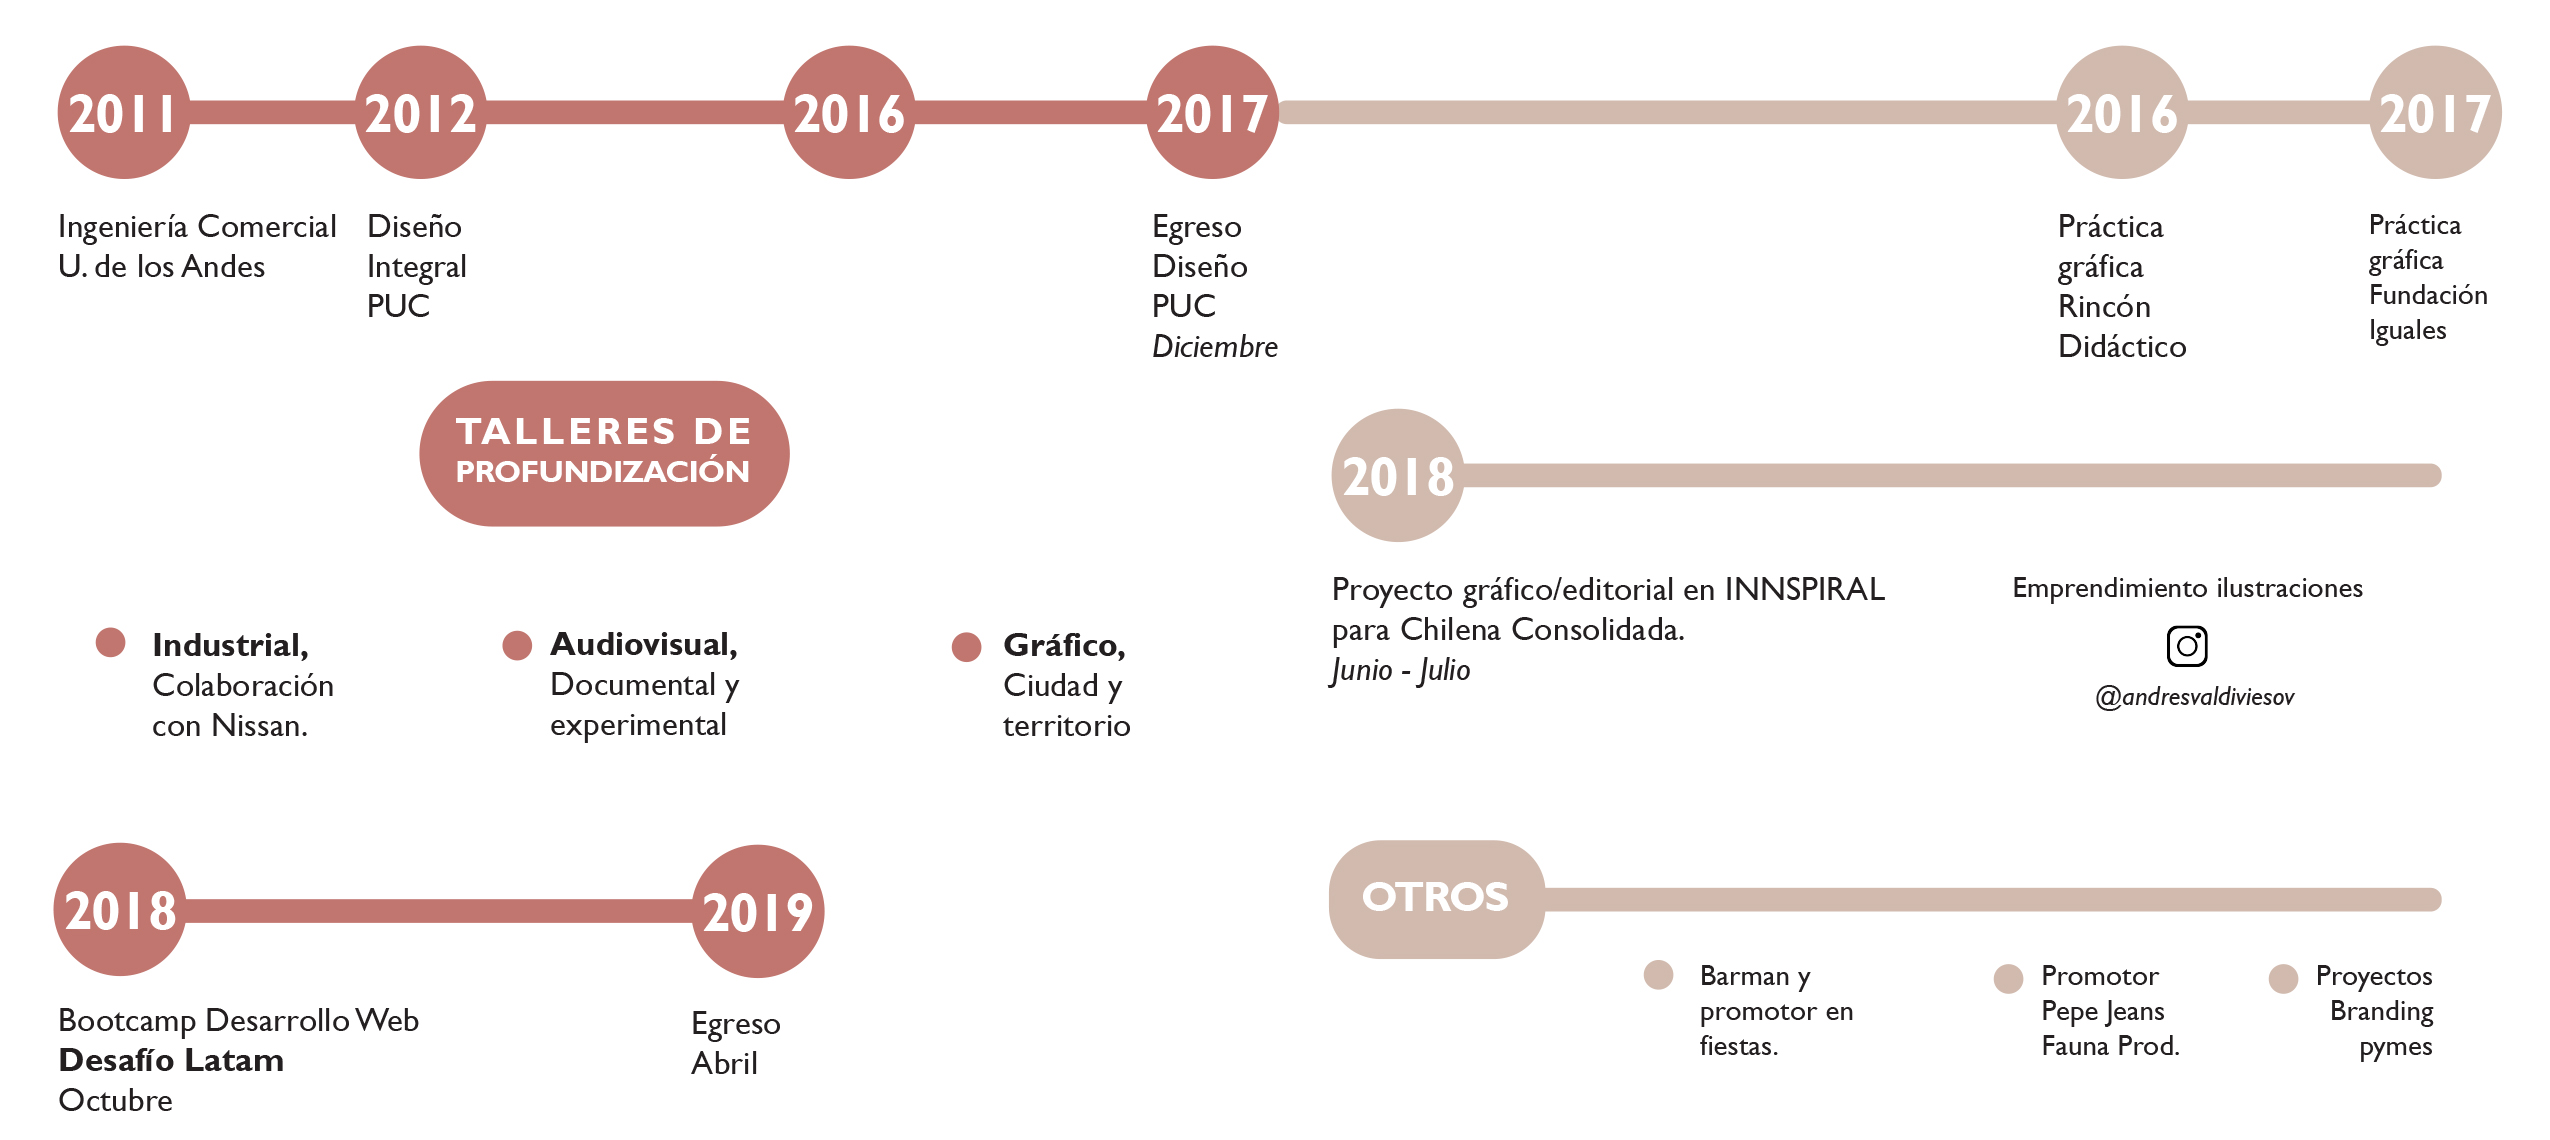 2011
2012
2016
2017
2016
2017
Ingeniería Comercial
U. de los Andes
Diseño
Integral
PUC
Egreso
Diseño
PUC
Diciembre
Práctica
gráfica
Rincón
Didáctico
Práctica
gráfica
Fundación
Iguales
TALLERES DE
PROFUNDIZACIÓN
Industrial,
Colaboración
con Nissan.
Audiovisual,
Documental y
experimental
Gráfico,
Ciudad y
territorio
2018
Proyecto gráfico/editorial en INNSPIRAL
para Chilena Consolidada.
Junio - Julio
Emprendimiento ilustraciones
@andresvaldiviesov
2018
2019
Bootcamp Desarrollo Web
Desafío Latam
Octubre
Egreso
Abril
OTROS
Barman y
promotor en
fiestas.
Promotor
Pepe Jeans
Fauna Prod.
Proyectos
Branding
pymes